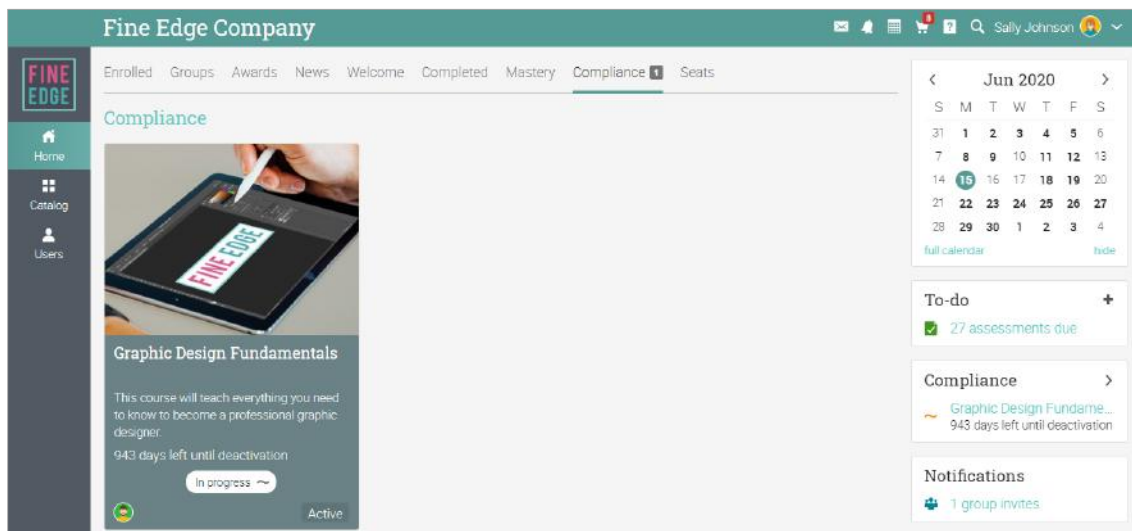 Fine Edge Company
8
?
Sally Johnson
FINE
EDGE
Home
Catalog
Users
Enrolled Groups Awards News Welcome Completed Mastery Compliance 1 Seats
Compliance
FINE EDGE
Graphic Design Fundamentals
This course will teach everything you need
to know to become a professional graphic
designer.
943 days left until deactivation
In progress
Active
< Jun 2020 >
S M T W T F S
31 1 2 3 4 5 6
7 8 9 10 11 12 13
14 15 16 17 18 19 20
21 22 23 24 25 26 27
28 29 30 1 2 3 4
full calendar hide
To-do +
27 assessments due
Compliance >
Graphic Design Fundame...
943 days left until deactivation
Notifications
1 group invites